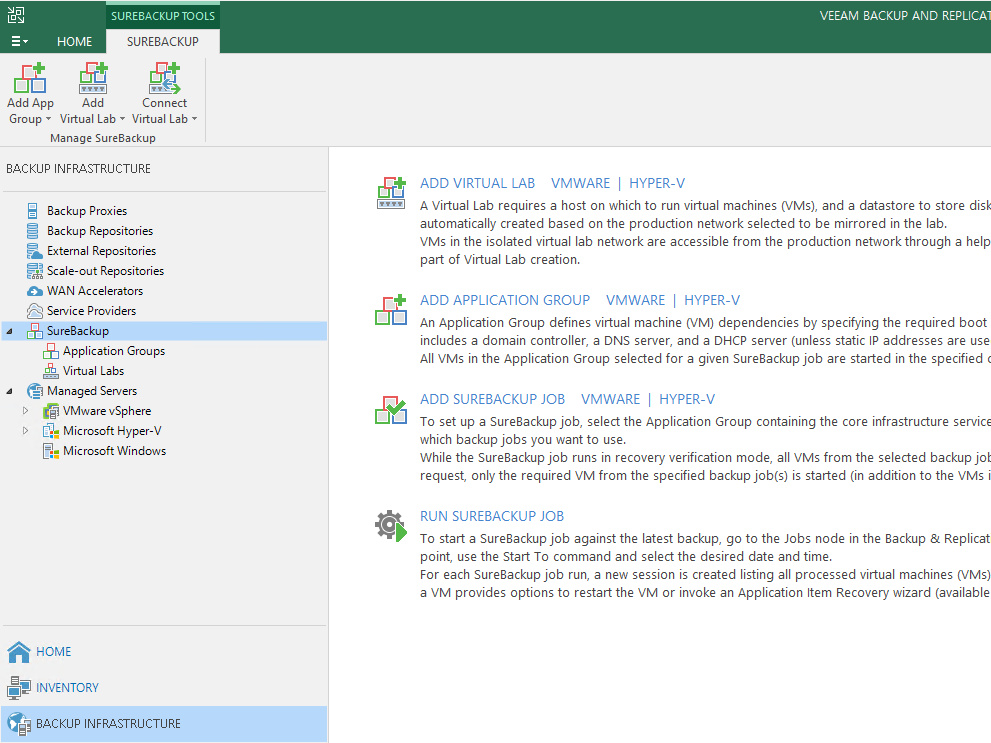 SUREBACKUP TOOLS
VEEAM BACKUP AND REPLICAT
HOME
SUREBACKUP
Add App Group
Add Virtual Lab
Connect Virtual Lab
Manage SureBackup
BACKUP INFRASTRUCTURE
Backup Proxies
Backup Repositories
External Repositories
Scale-out Repositories
WAN Accelerators
Service Providers
SureBackup
Application Groups
Virtual Labs
Managed Servers
VMware vSphere
Microsoft Hyper-V
Microsoft Windows
HOME
INVENTORY
BACKUP INFRASTRUCTURE
ADD VIRTUAL LAB VMWARE | HYPER-V
A Virtual Lab requires a host on which to run virtual machines (VMs), and a datastore to store disk
automatically created based on the production network selected to be mirrored in the lab.
VMs in the isolated virtual lab network are accessible from the production network through a help
part of Virtual Lab creation.
ADD APPLICATION GROUP VMWARE | HYPER-V
An Application Group defines virtual machine (VM) dependencies by specifying the required boot
includes a domain controller, a DNS server, and a DHCP server (unless static IP addresses are use
All VMs in the Application Group selected for a given SureBackup job are started in the specified
ADD SUREBACKUP JOB VMWARE | HYPER-V
To set up a SureBackup job, select the Application Group containing the core infrastructure service
which backup jobs you want to use.
While the SureBackup job runs in recovery verification mode, all VMs from the selected backup job
request, only the required VM from the specified backup job(s) is started (in addition to the VMs i
RUN SUREBACKUP JOB
To start a SureBackup job against the latest backup, go to the Jobs node in the Backup & Replicat
point, use the Start To command and select the desired date and time.
For each SureBackup job run, a new session is created listing all processed virtual machines (VMs)
a VM provides options to restart the VM or invoke an Application Item Recovery wizard (available